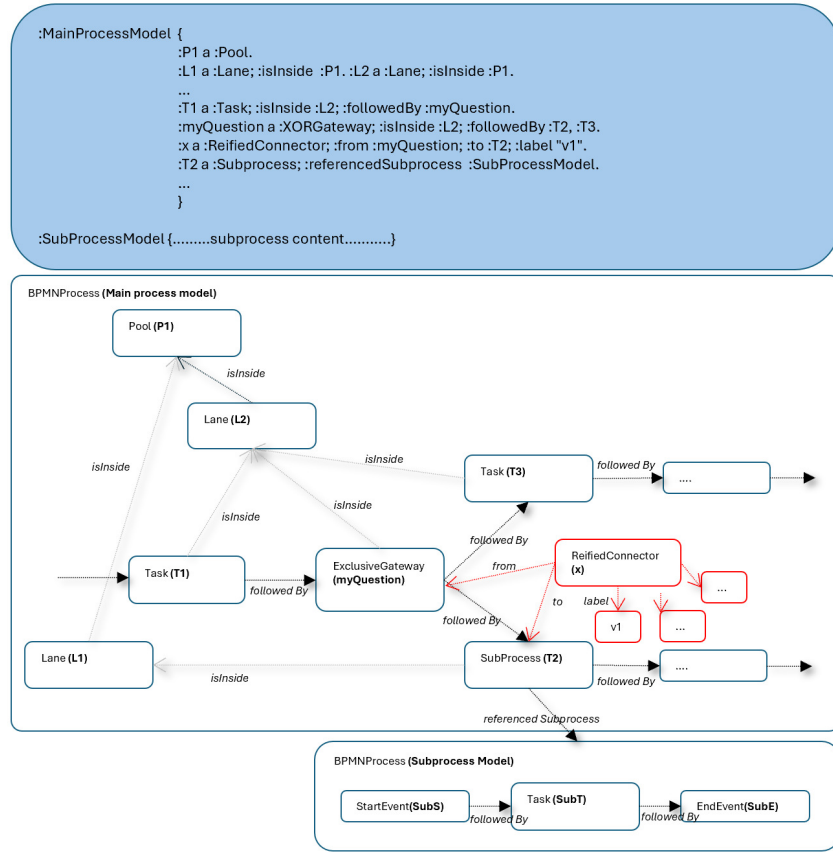 :MainProcessModel {
:P1 a :Pool.
:L1 a :Lane; :isInside :P1. :L2 a :Lane; :isInside :P1.
...
:T1 a :Task; :isInside :L2; :followedBy :myQuestion.
:myQuestion a :XORGateway; :isInside :L2; :followedBy :T2, :T3.
:x a :ReifiedConnector; :from :myQuestion; :to :T2; :label "v1".
:T2 a :Subprocess; :referencedSubprocess :SubProcessModel.
...
}
:SubProcessModel {.........subprocess content...........}
BPMNProcess (Main process model)
Pool (P1)
isInside
Lane (L2)
isInside
isInside
Task (T3)
followed By
....
isInside
isInside
followed By
ReifiedConnector
(x)
Task (T1)
followed By
ExclusiveGateway
(myQuestion)
from
to
label
...
v1
...
followed By
Lane (L1)
isInside
SubProcess (T2)
followed By
....
referenced Subprocess
BPMNProcess (Subprocess Model)
StartEvent(SubS)
followed By
Task (SubT)
followed By
EndEvent(SubE)